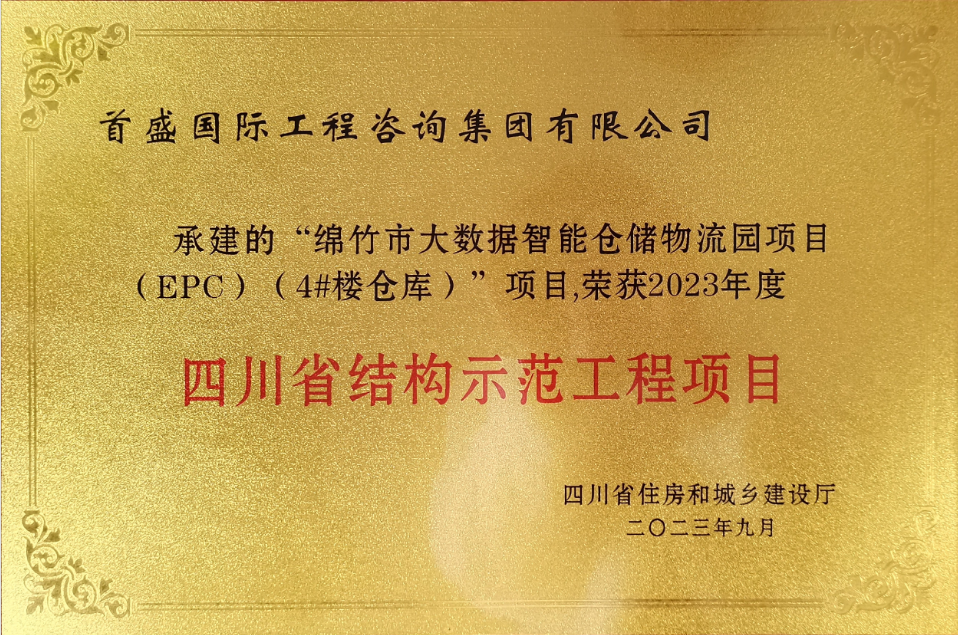 首盛国际工程咨询集团有限公司
承建的“绵竹市大数据智能仓储物流园项目
（EPC）（4#楼仓库）”项目,荣获2023年度
四川省结构示范工程项目
四川省住房和城乡建设厅
二〇二三年九月